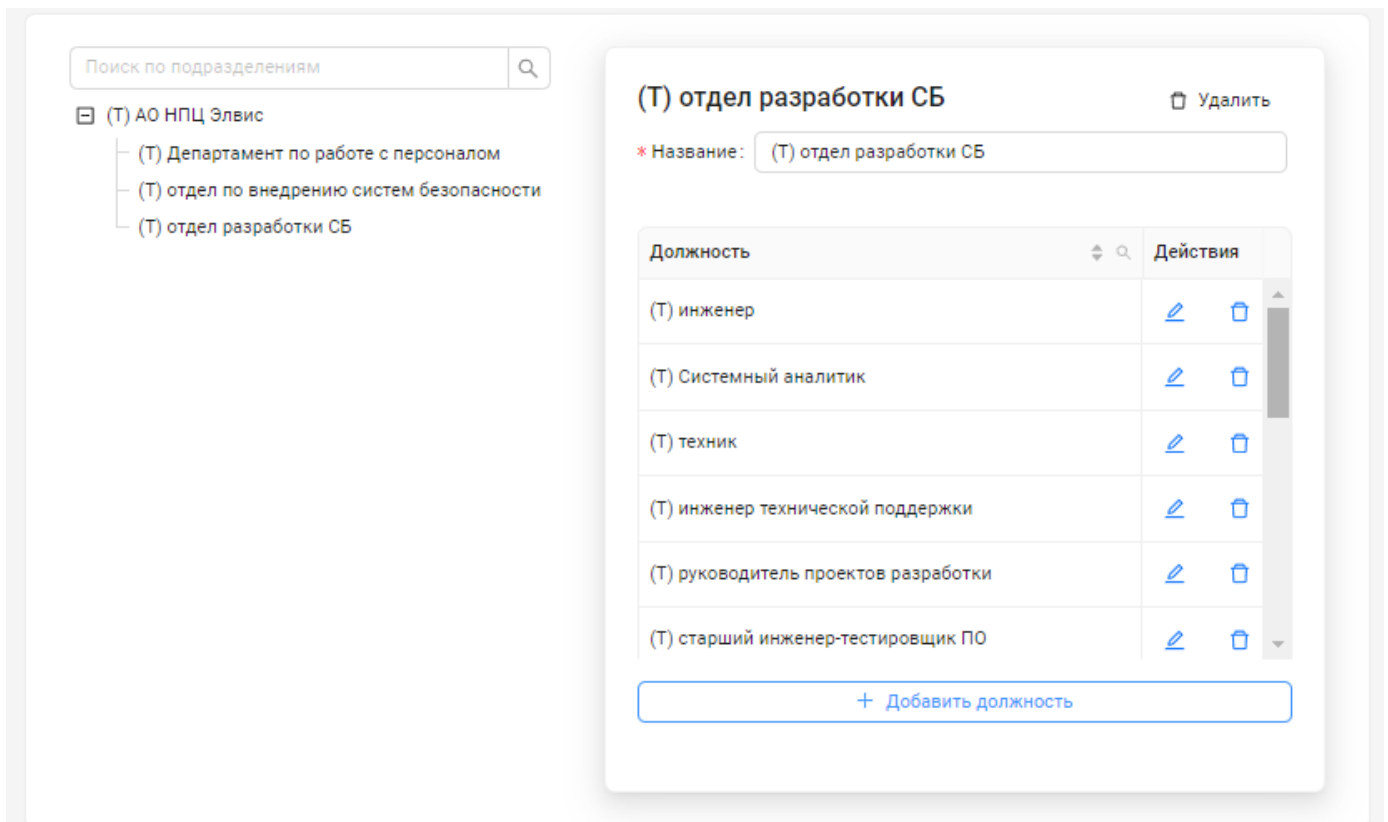 Поиск по подразделениям
(Т) АО НПЦ Элвис
(Т) Департамент по работе с персоналом
(Т) отдел по внедрению систем безопасности
(Т) отдел разработки СБ
(Т) отдел разработки СБ
Удалить
* Название: (Т) отдел разработки СБ
Должность Действия
(Т) инженер
(Т) Системный аналитик
(Т) техник
(Т) инженер технической поддержки
(Т) руководитель проектов разработки
(Т) старший инженер-тестировщик ПО
+ Добавить должность